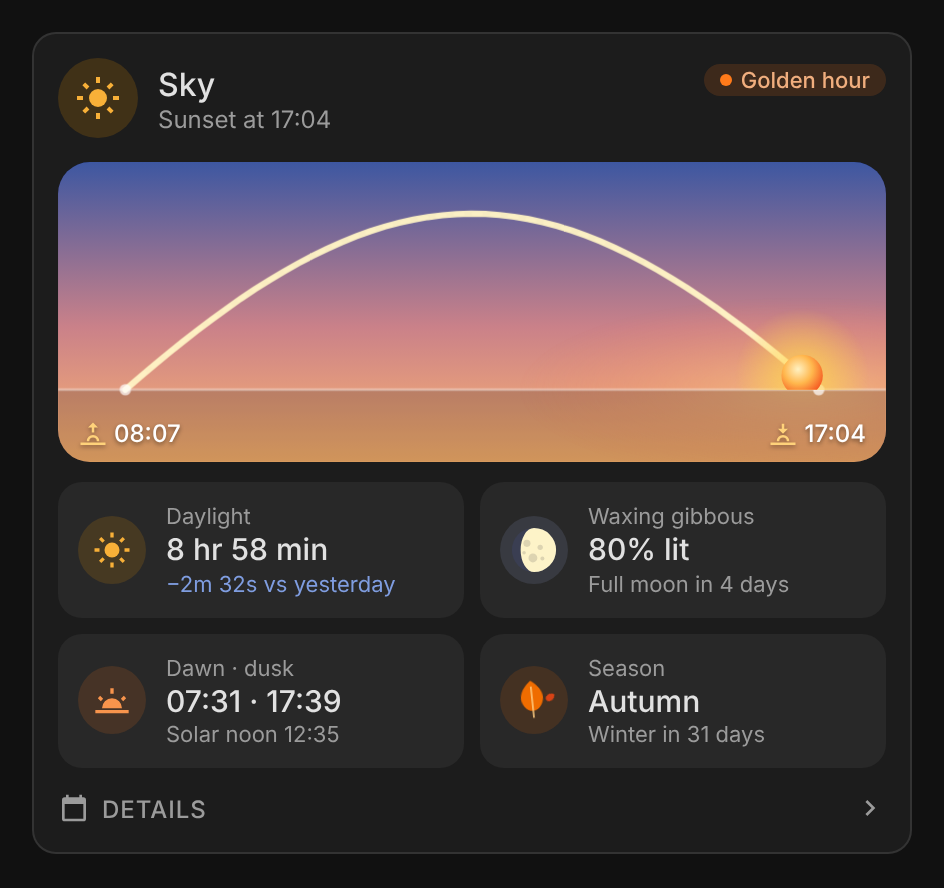 Sky
Sunset at 17:04
Golden hour
08:07
17:04
Daylight
8 hr 58 min
−2m 32s vs yesterday
Waxing gibbous
80% lit
Full moon in 4 days
Dawn · dusk
07:31 · 17:39
Solar noon 12:35
Season
Autumn
Winter in 31 days
DETAILS